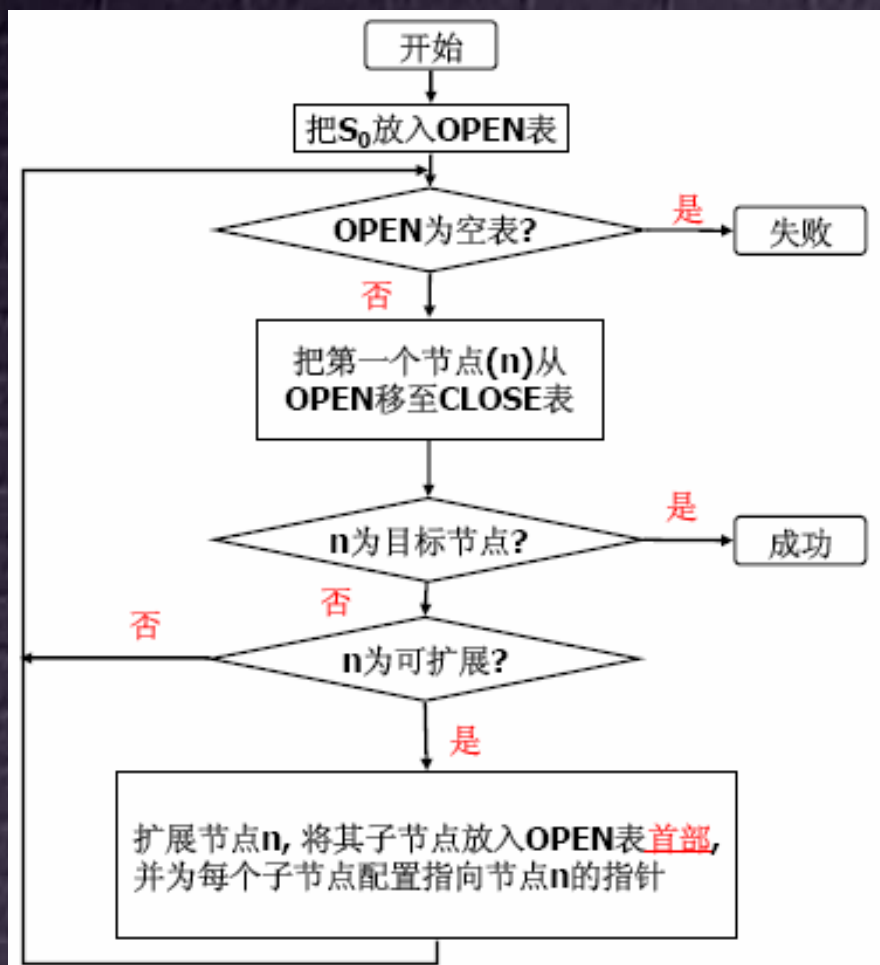 开始
把S₀放入OPEN表
OPEN为空表?
是
失败
否
把第一个节点(n)从
OPEN移至CLOSE表
n为目标节点?
是
成功
否
否
n为可扩展?
是
扩展节点n, 将其子节点放入OPEN表首部,
并为每个子节点配置指向节点n的指针